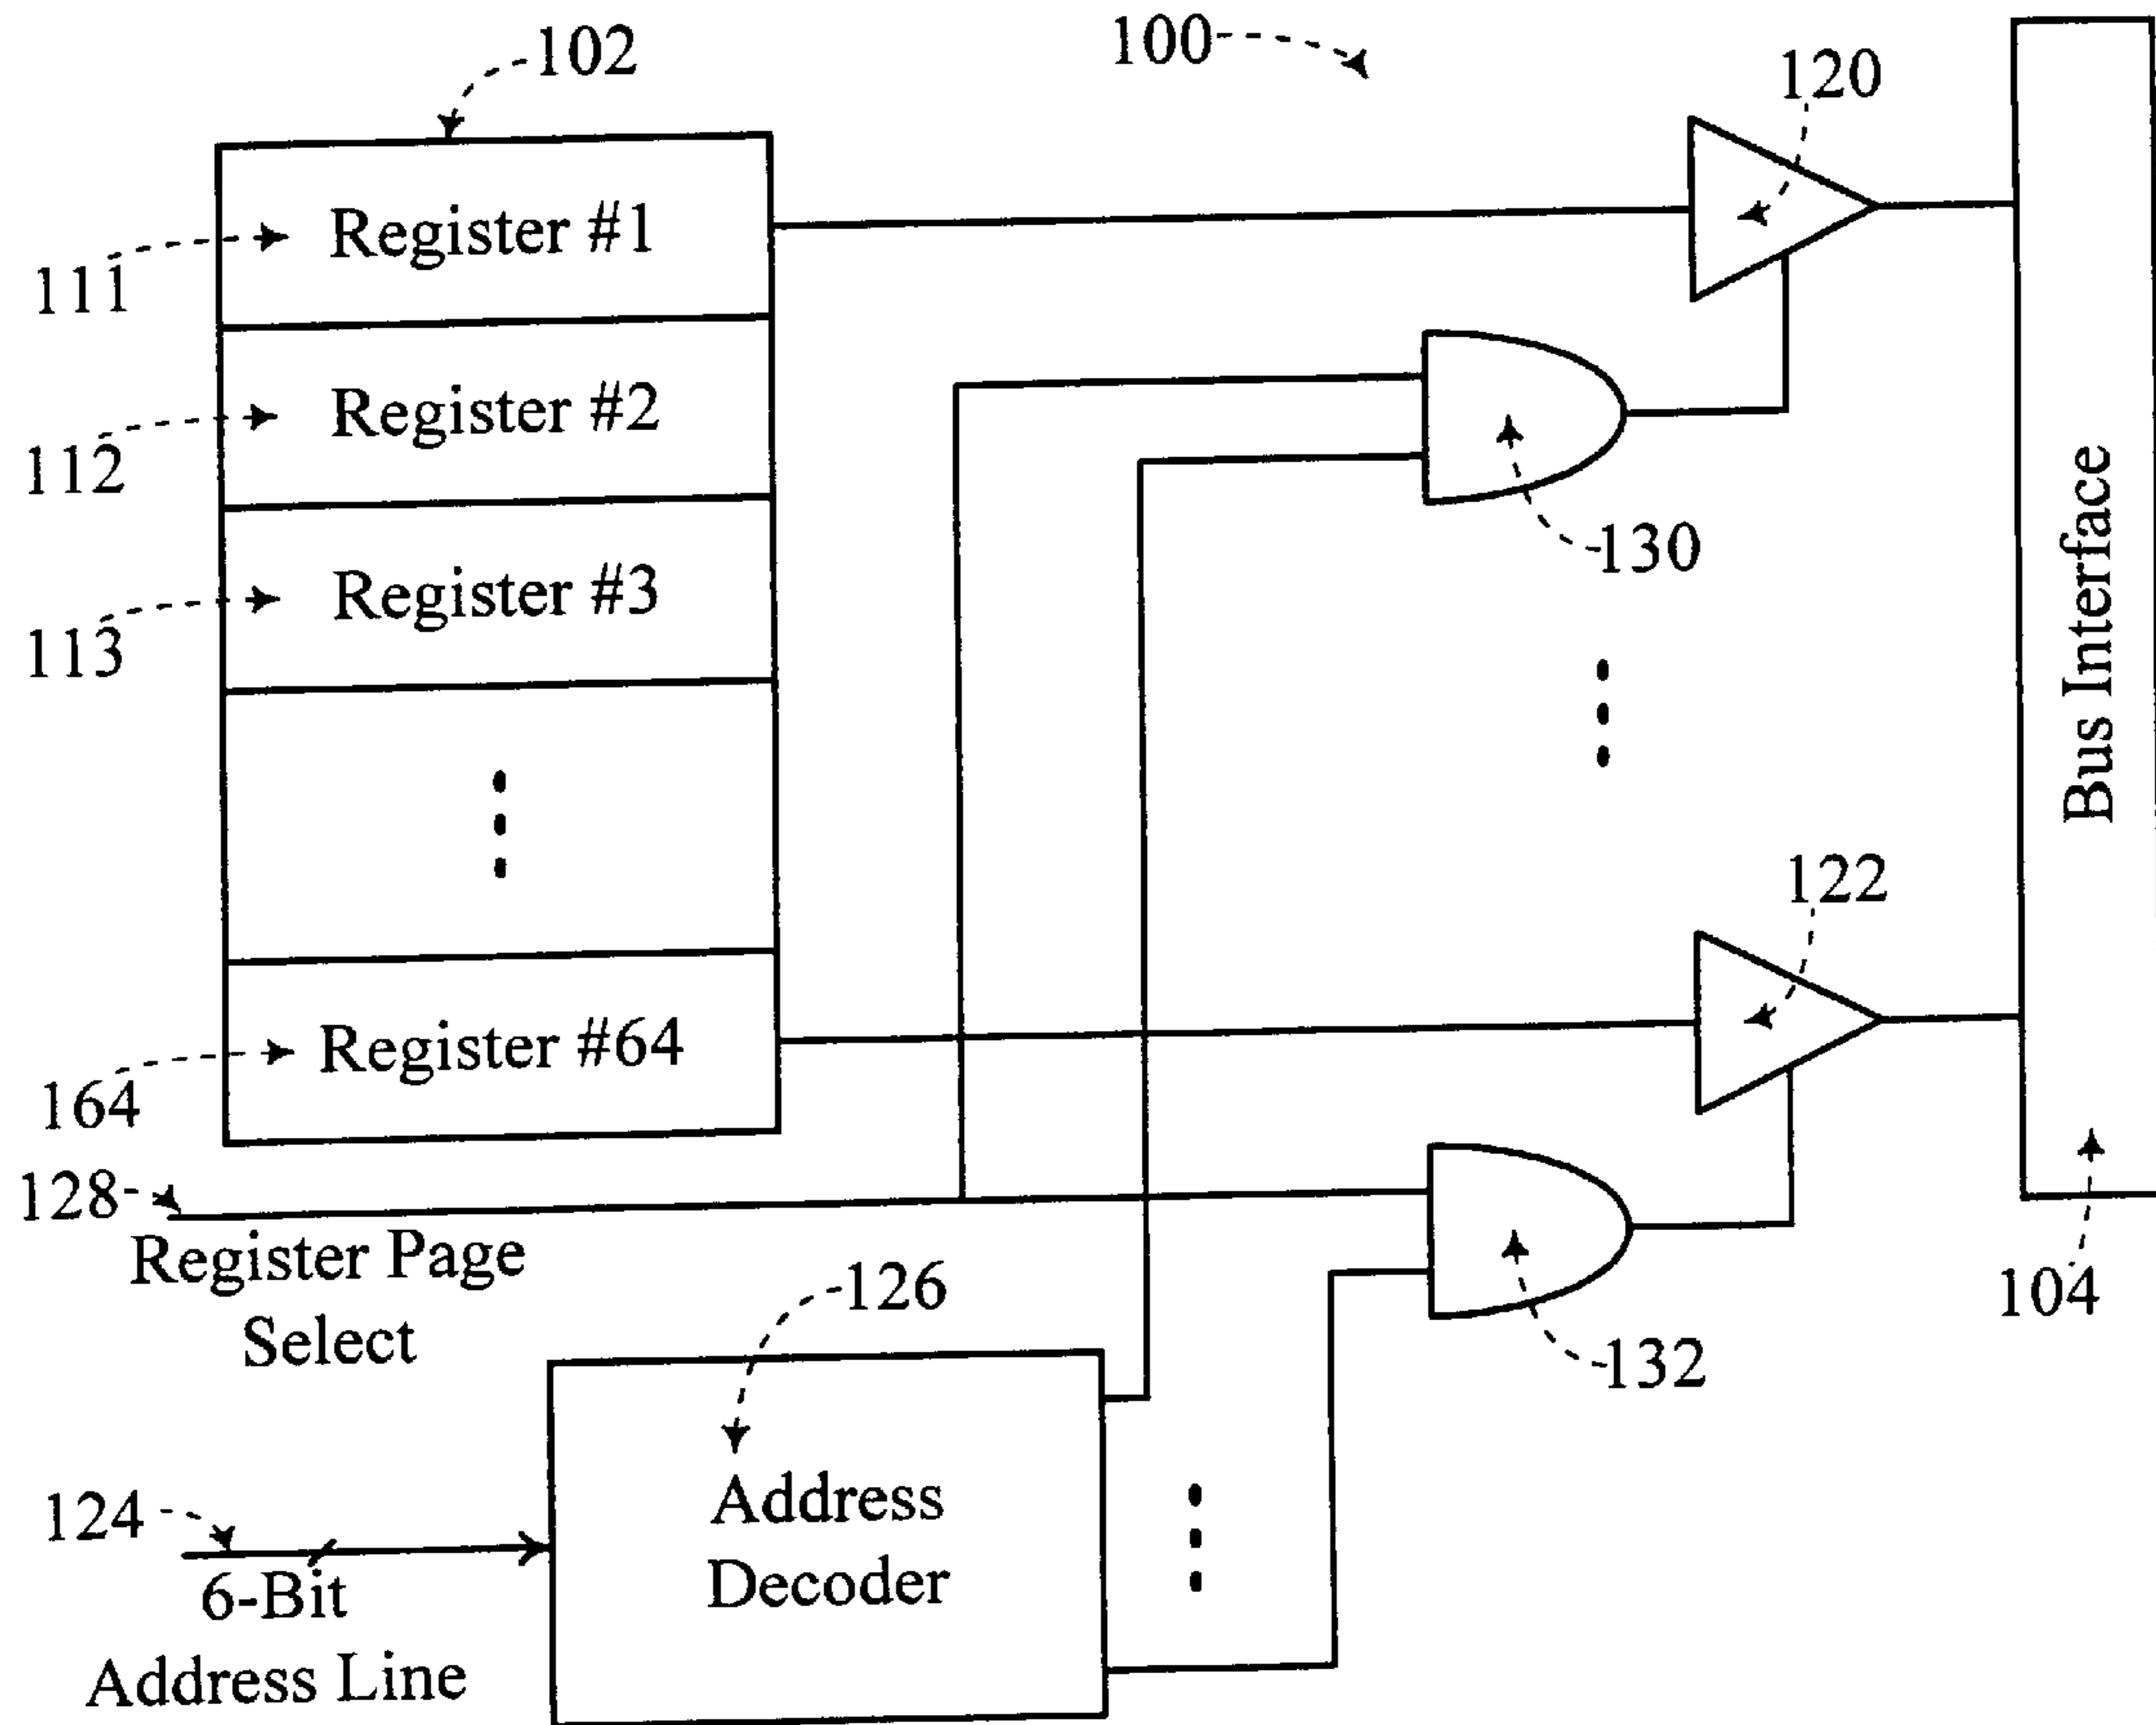 102
100
120
Register #1
111
Register #2
112
130
Register #3
113
Bus Interface
122
Register #64
164
128
Register Page
Select
126
104
132
124
6-Bit
Address Line
Address
Decoder